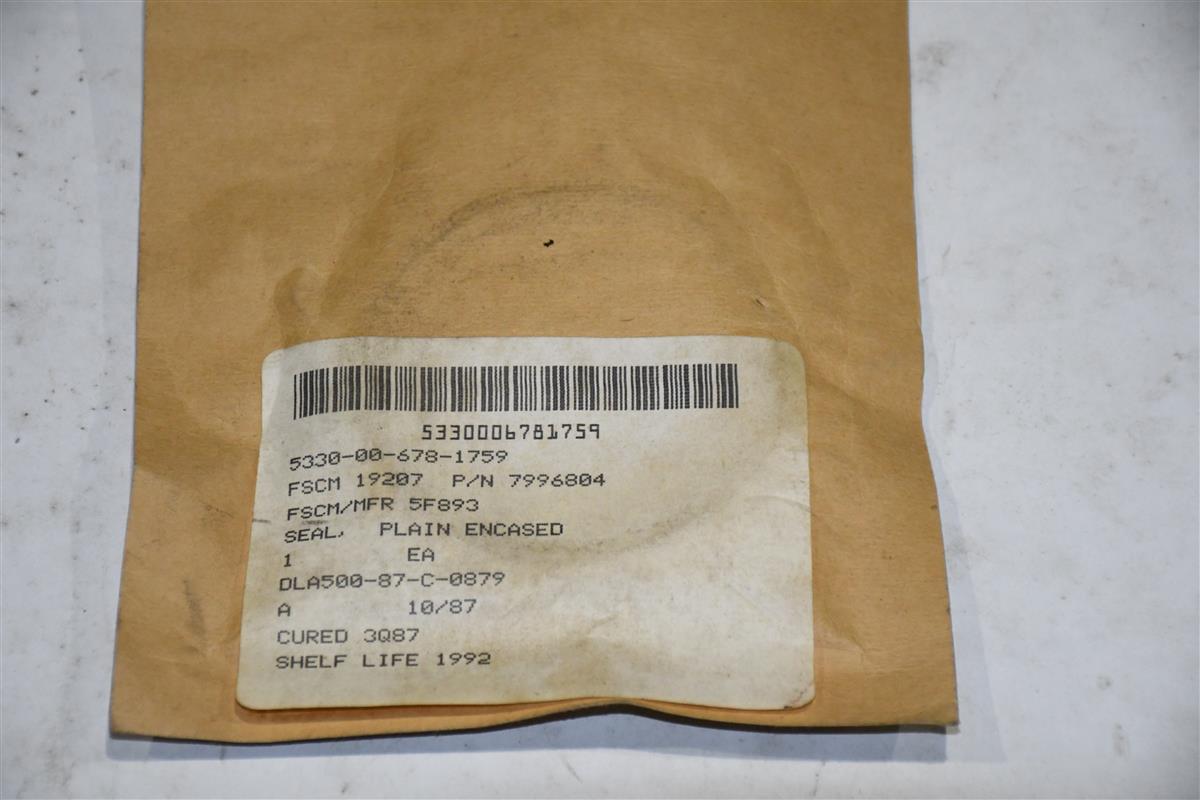 5330006781759
5330-00-678-1759
FSCM 19207 P/N 7996804
FSCM/MFR 5F893
SEAL, PLAIN ENCASED
1 EA
DLA500-87-C-0879
A 10/87
CURED 3Q87
SHELF LIFE 1992